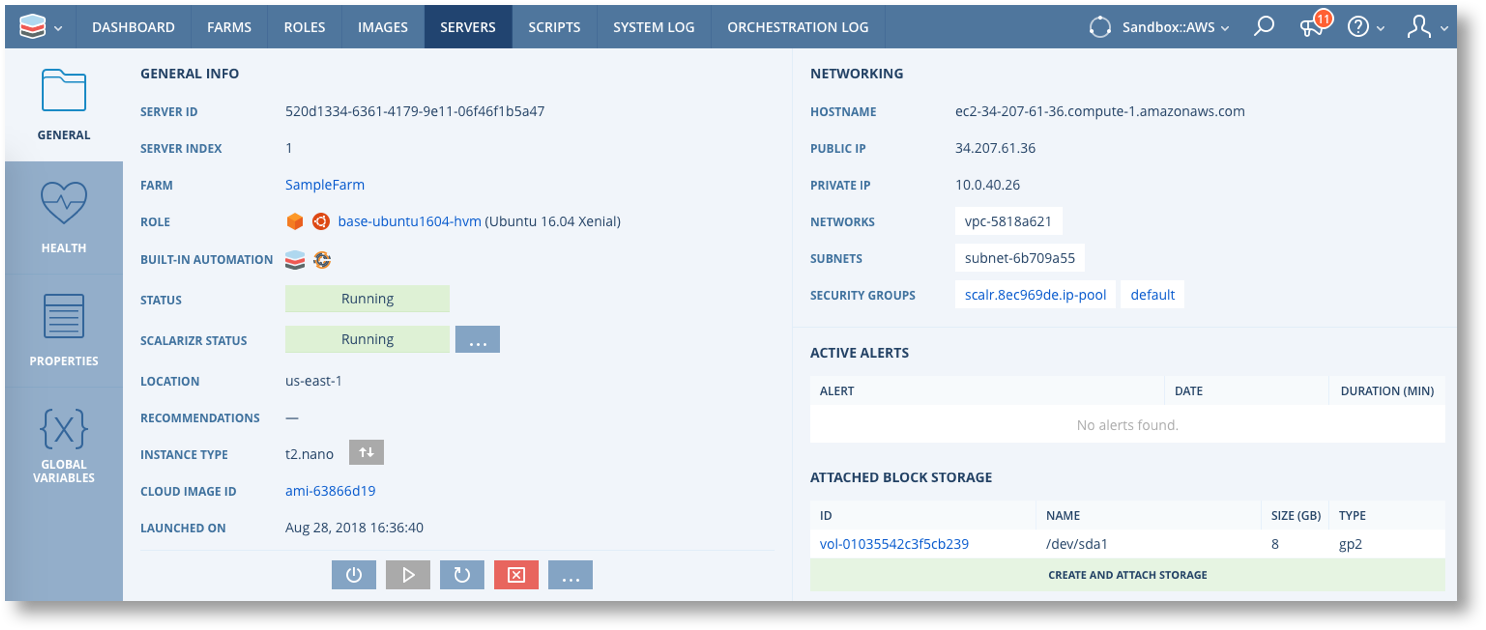 DASHBOARD FARMS ROLES IMAGES SERVERS SCRIPTS SYSTEM LOG ORCHESTRATION LOG Sandbox::AWS 11
GENERAL
HEALTH
PROPERTIES
{X}
GLOBAL
VARIABLES
GENERAL INFO
SERVER ID 520d1334-6361-4179-9e11-06f46f1b5a47
SERVER INDEX 1
FARM SampleFarm
ROLE base-ubuntu1604-hvm (Ubuntu 16.04 Xenial)
BUILT-IN AUTOMATION
STATUS Running
SCALARIZR STATUS Running ...
LOCATION us-east-1
RECOMMENDATIONS —
INSTANCE TYPE t2.nano
CLOUD IMAGE ID ami-63866d19
LAUNCHED ON Aug 28, 2018 16:36:40
...
NETWORKING
HOSTNAME ec2-34-207-61-36.compute-1.amazonaws.com
PUBLIC IP 34.207.61.36
PRIVATE IP 10.0.40.26
NETWORKS vpc-5818a621
SUBNETS subnet-6b709a55
SECURITY GROUPS scalr.8ec969de.ip-pool default
ACTIVE ALERTS
ALERT DATE DURATION (MIN)
No alerts found.
ATTACHED BLOCK STORAGE
ID NAME SIZE (GB) TYPE
vol-01035542c3f5cb239 /dev/sda1 8 gp2
CREATE AND ATTACH STORAGE